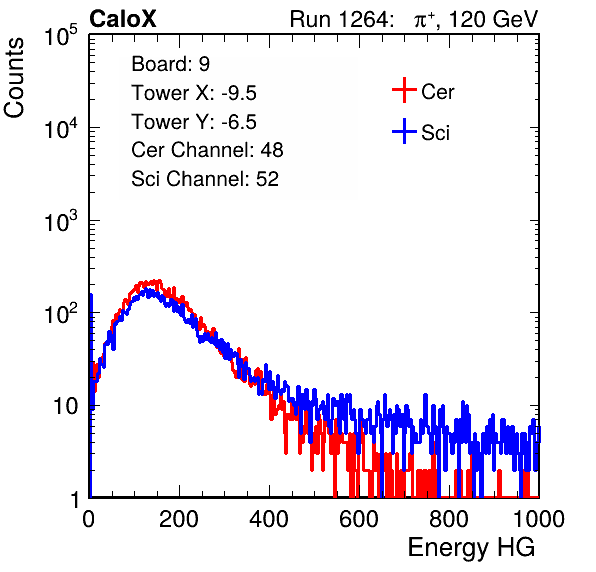 CaloX Run 1264: π⁺, 120 GeV
Counts
10⁵
10⁴
10³
10²
10
1
Board: 9
Tower X: -9.5
Tower Y: -6.5
Cer Channel: 48
Sci Channel: 52
Cer
Sci
0 200 400 600 800 1000
Energy HG